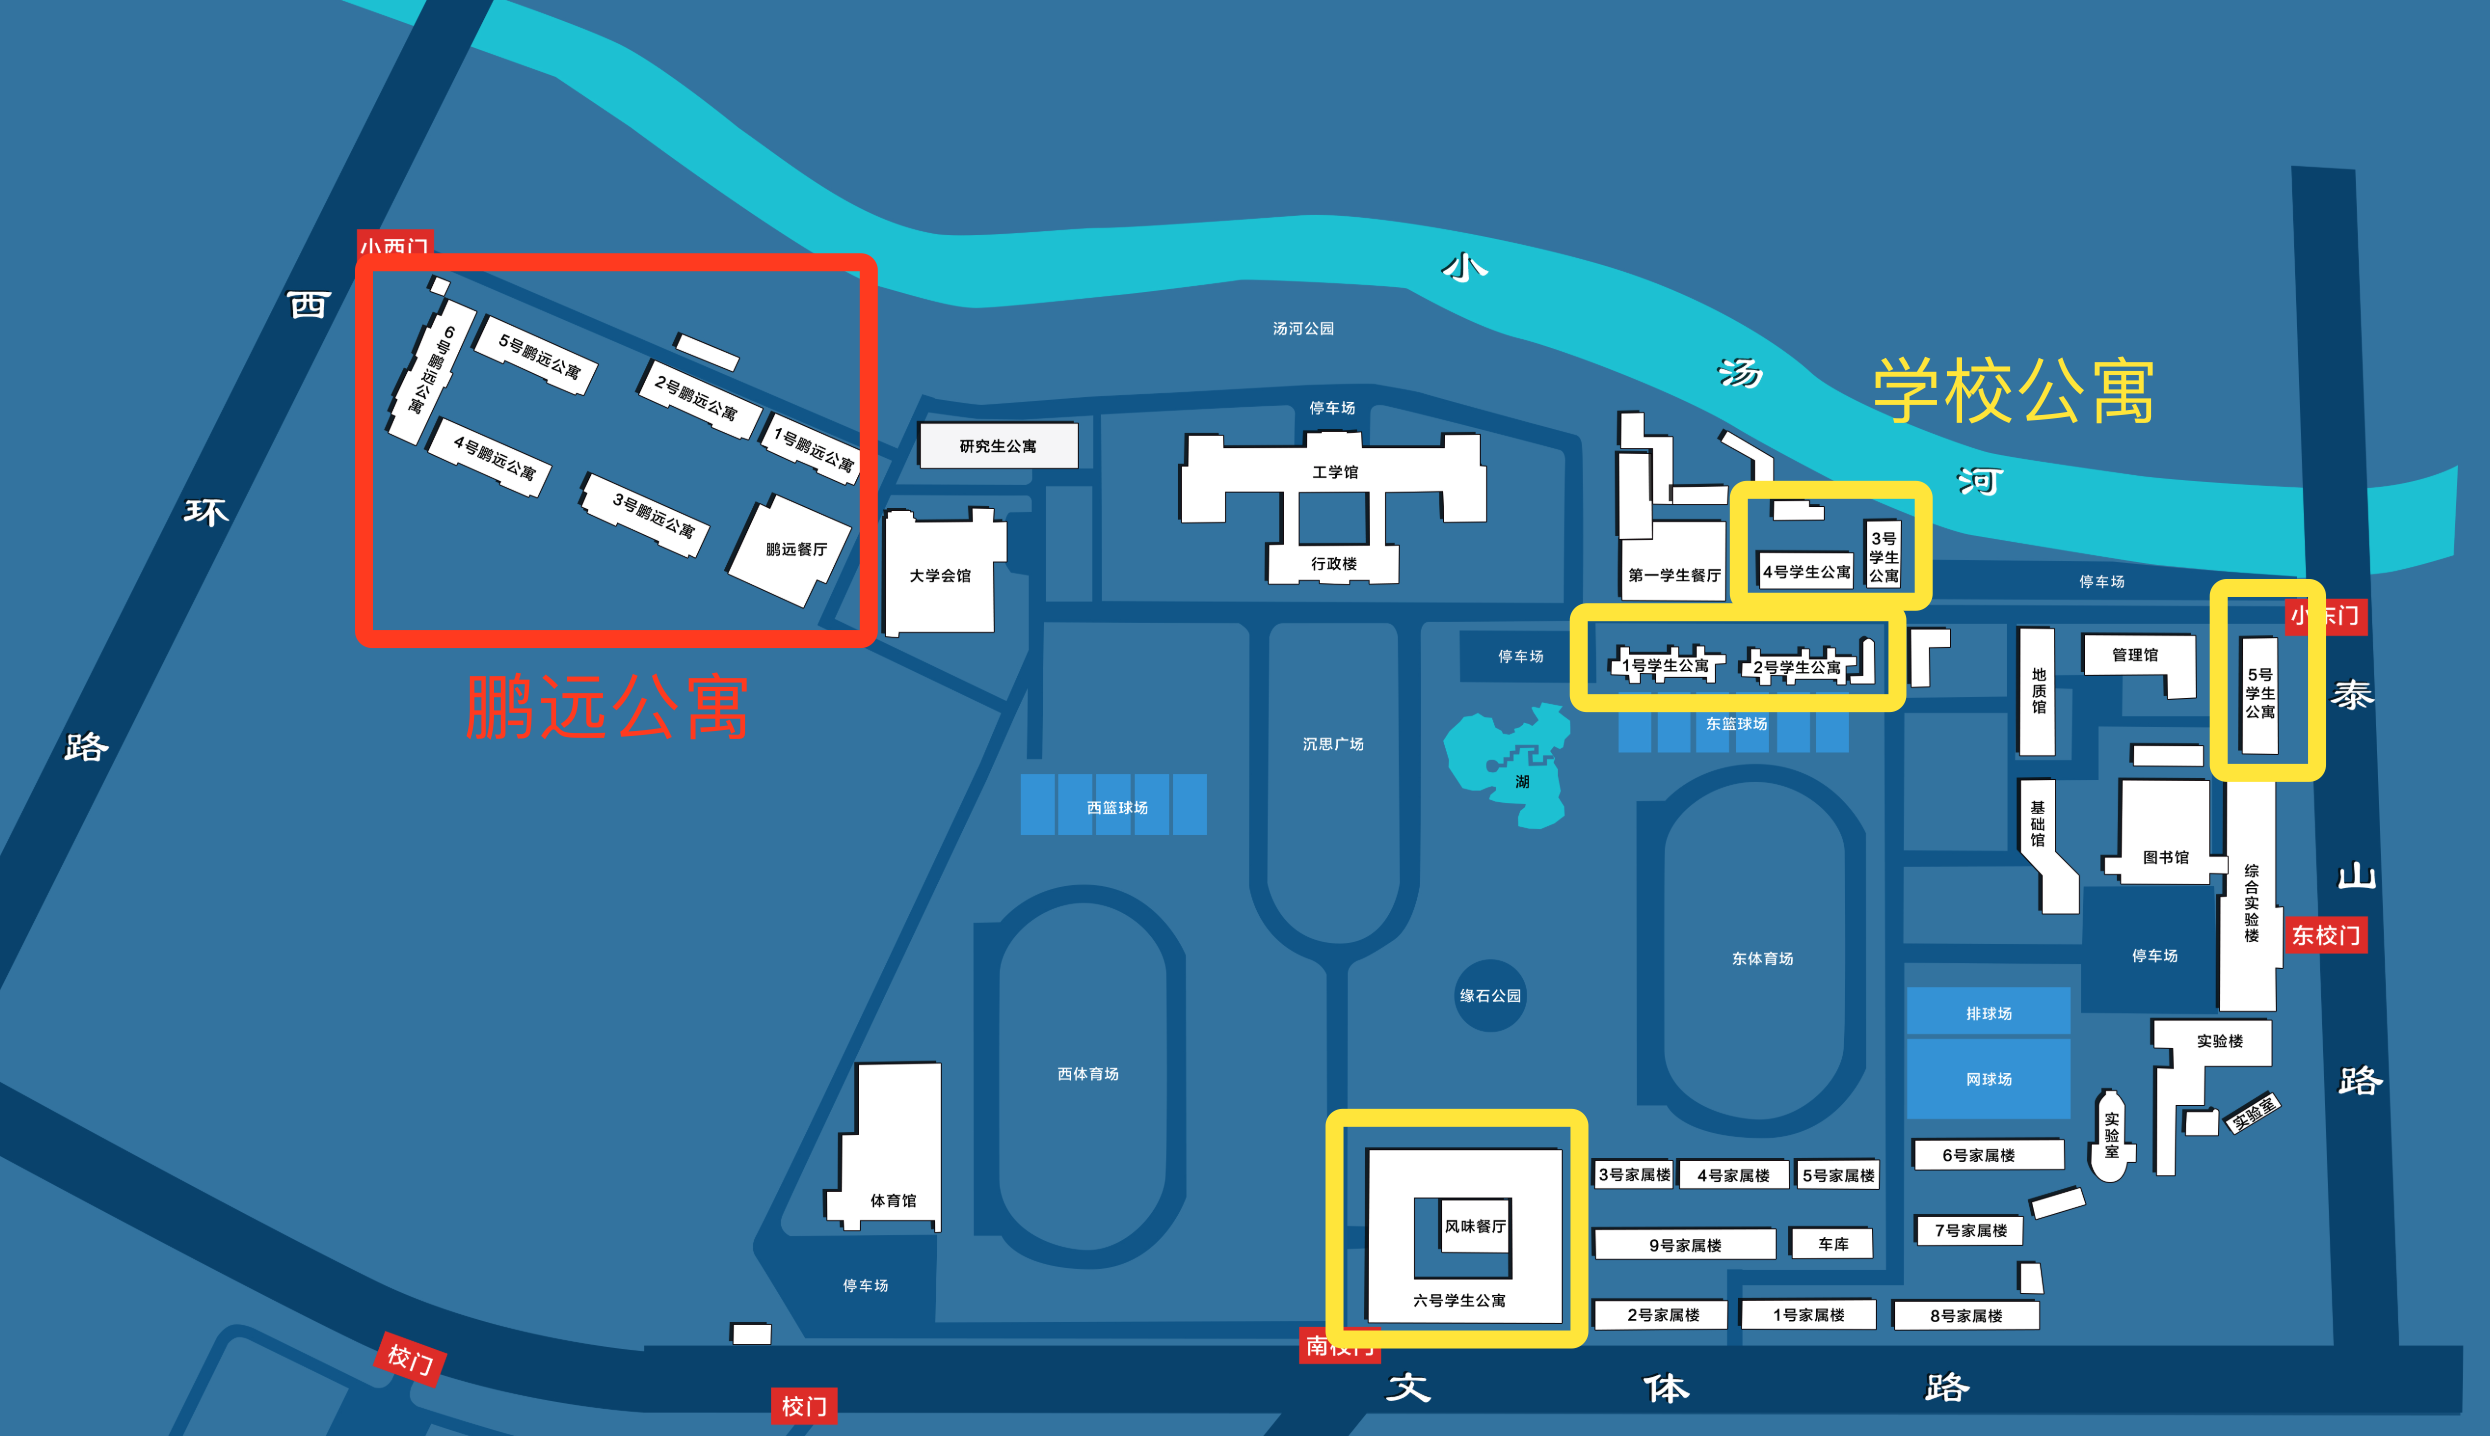 小西门
西环路
6号鹏远公寓
5号鹏远公寓
2号鹏远公寓
1号鹏远公寓
4号鹏远公寓
3号鹏远公寓
鹏远餐厅
鹏远公寓
小汤河
汤河公园
学校公寓
停车场
研究生公寓
工学馆
行政楼
大学会馆
第一学生餐厅
4号学生公寓
3号学生公寓
停车场
小东门
停车场
1号学生公寓
2号学生公寓
地质馆
管理馆
5号学生公寓
泰山路
东篮球场
沉思广场
湖
西篮球场
基础馆
图书馆
综合实验楼
东校门
停车场
东体育场
缘石公园
排球场
网球场
实验楼
实验室
实验室
西体育场
体育馆
停车场
风味餐厅
六号学生公寓
3号家属楼
4号家属楼
5号家属楼
6号家属楼
9号家属楼
车库
7号家属楼
2号家属楼
1号家属楼
8号家属楼
南校门
校门
校门
文体路